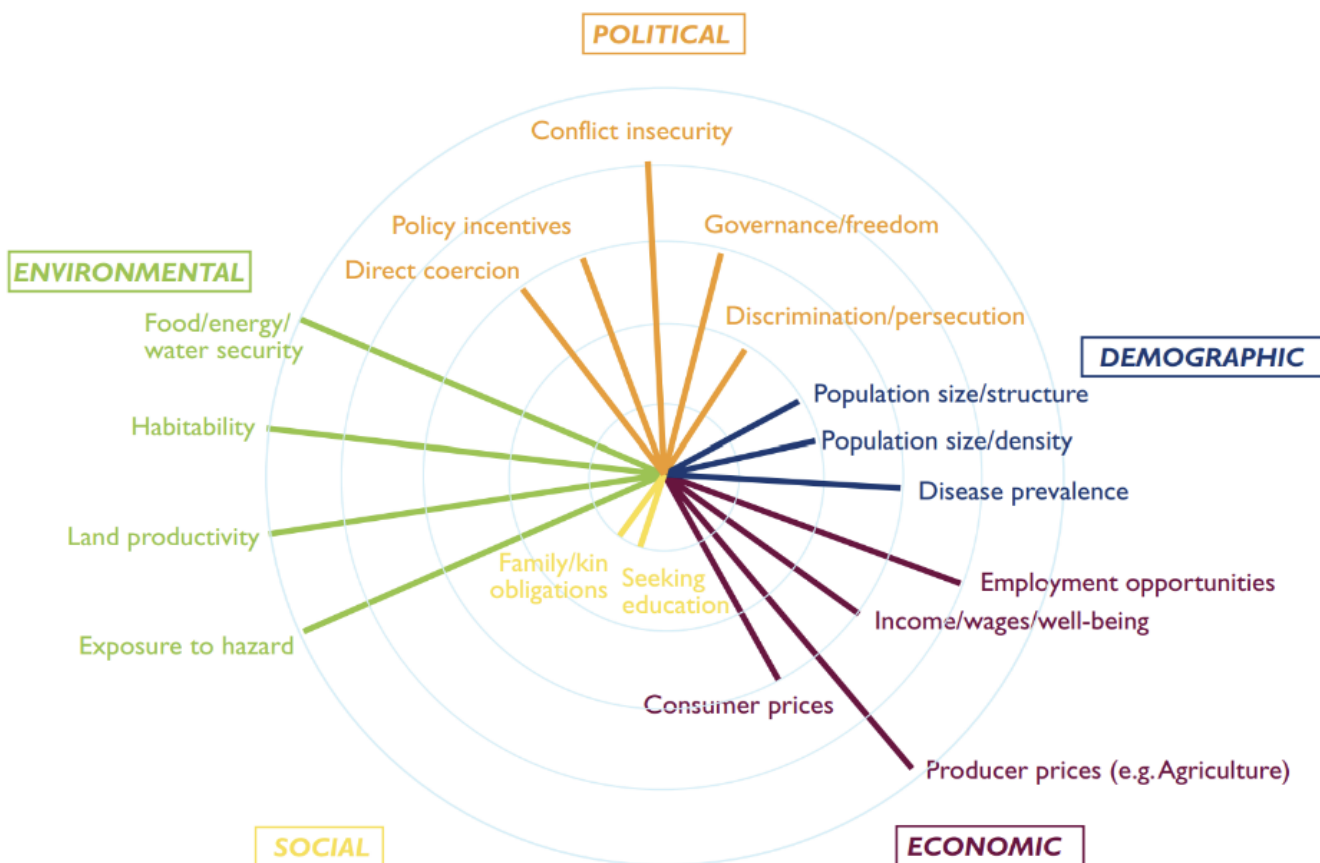 POLITICAL
Conflict insecurity
Policy incentives
Governance/freedom
Direct coercion
ENVIRONMENTAL
Food/energy/
water security
Discrimination/persecution
DEMOGRAPHIC
Population size/structure
Habitability
Population size/density
Disease prevalence
Land productivity
Family/kin
obligations
Seeking
education
Employment opportunities
Income/wages/well-being
Exposure to hazard
Consumer prices
Producer prices (e.g. Agriculture)
SOCIAL
ECONOMIC